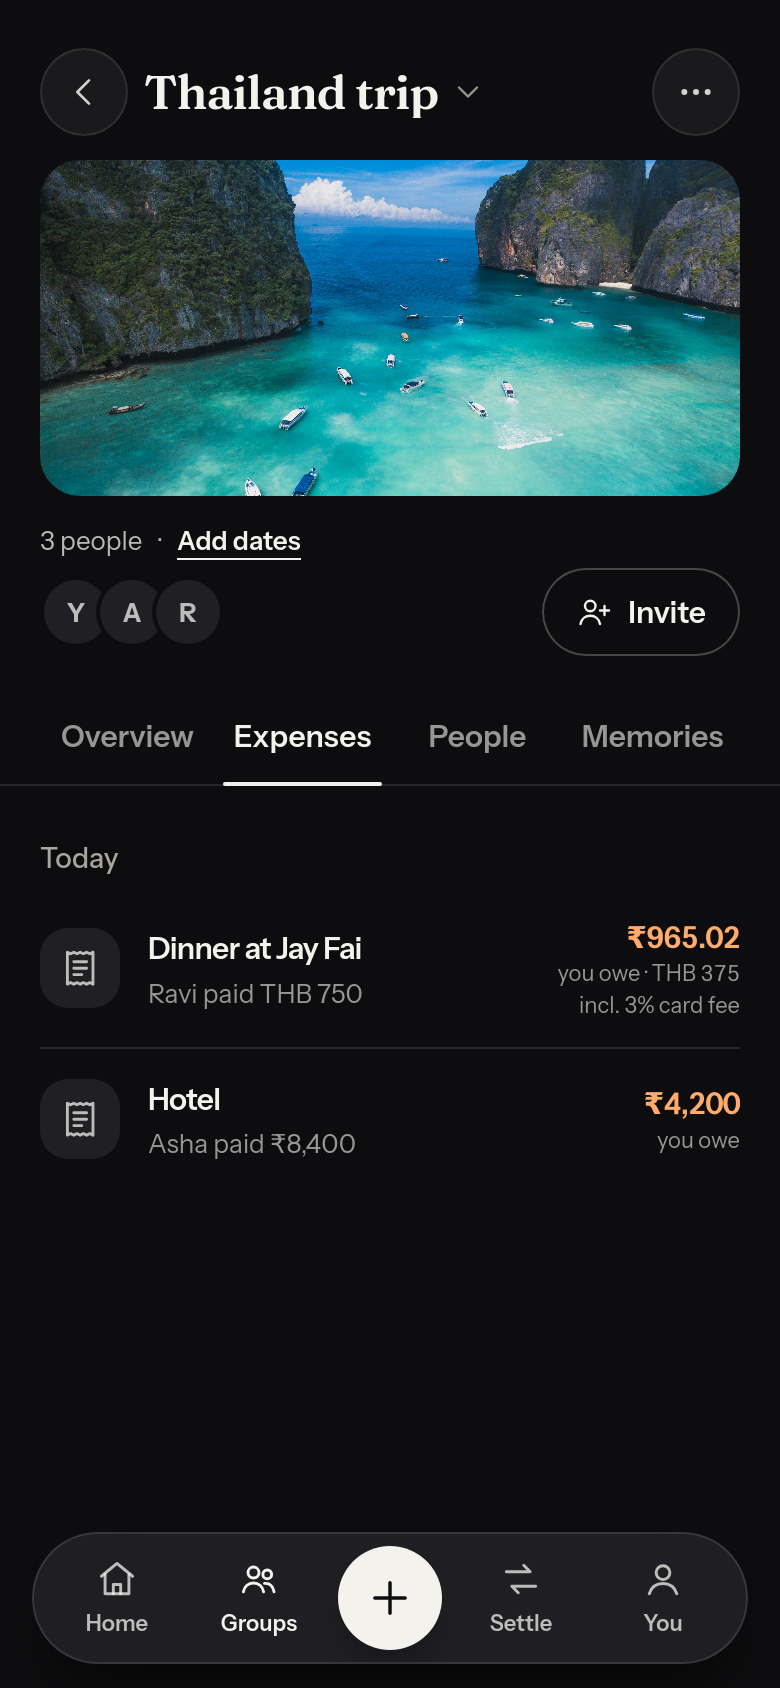 Thailand trip
3 people · Add dates
Y A R
Invite
Overview Expenses People Memories
Today
Dinner at Jay Fai
Ravi paid THB 750
₹965.02
you owe · THB 375
incl. 3% card fee
Hotel
Asha paid ₹8,400
₹4,200
you owe
Home Groups Settle You